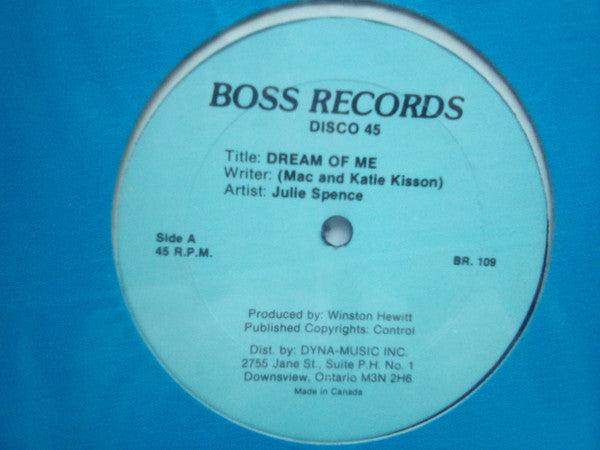 BOSS RECORDS
DISCO 45
Title: DREAM OF ME
Writer: (Mac and Katie Kisson)
Artist: Julie Spence
Side A
45 R.P.M.
BR. 109
Produced by: Winston Hewitt
Published Copyrights: Control
Dist. by: DYNA-MUSIC INC.
2755 Jane St., Suite P.H. No. 1
Downsview, Ontario M3N 2H6
Made in Canada